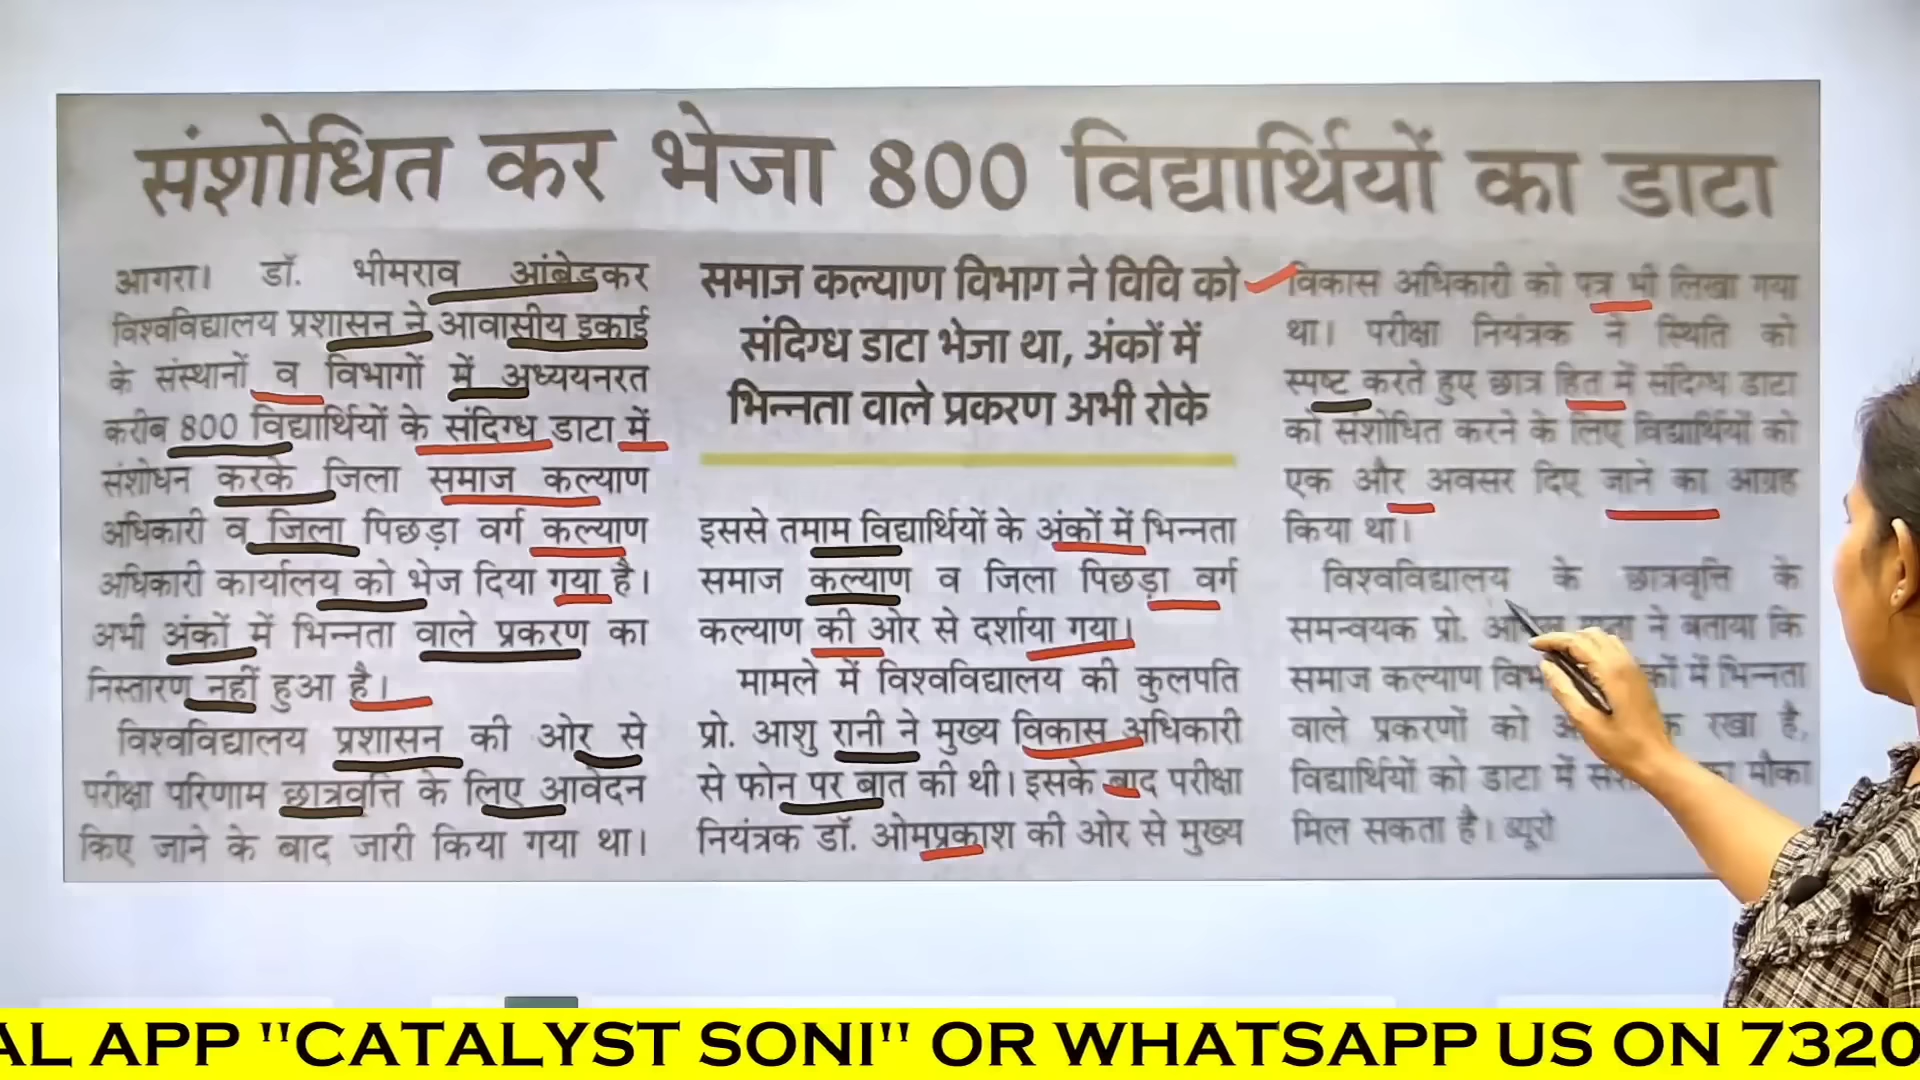 संशोधित कर भेजा 800 विद्यार्थियों का डाटा
आगरा। डॉ. भीमराव आंबेडकर
विश्वविद्यालय प्रशासन ने आवासीय इकाई
के संस्थानों व विभागों में अध्ययनरत
करीब 800 विद्यार्थियों के संदिग्ध डाटा में
संशोधन करके जिला समाज कल्याण
अधिकारी व जिला पिछड़ा वर्ग कल्याण
अधिकारी कार्यालय को भेज दिया गया है।
अभी अंकों में भिन्नता वाले प्रकरण का
निस्तारण नहीं हुआ है।
विश्वविद्यालय प्रशासन की ओर से
परीक्षा परिणाम छात्रवृत्ति के लिए आवेदन
किए जाने के बाद जारी किया गया था।
समाज कल्याण विभाग ने विवि को
संदिग्ध डाटा भेजा था, अंकों में
भिन्नता वाले प्रकरण अभी रोके
इससे तमाम विद्यार्थियों के अंकों में भिन्नता
समाज कल्याण व जिला पिछड़ा वर्ग
कल्याण की ओर से दर्शाया गया।
मामले में विश्वविद्यालय की कुलपति
प्रो. आशु रानी ने मुख्य विकास अधिकारी
से फोन पर बात की थी। इसके बाद परीक्षा
नियंत्रक डॉ. ओमप्रकाश की ओर से मुख्य
विकास अधिकारी को पत्र भी लिखा गया
था। परीक्षा नियंत्रक ने स्थिति को
स्पष्ट करते हुए छात्र हित में संदिग्ध डाटा
को संशोधित करने के लिए विद्यार्थियों को
एक और अवसर दिए जाने का आग्रह
किया था।
विश्वविद्यालय के छात्रवृत्ति के
समन्वयक प्रो. ने बताया कि
समाज कल्याण में भिन्नता
वाले प्रकरणों को रखा है,
विद्यार्थियों को डाटा में मौका
मिल सकता है। ब्यूरो
AL APP "CATALYST SONI" OR WHATSAPP US ON 7320